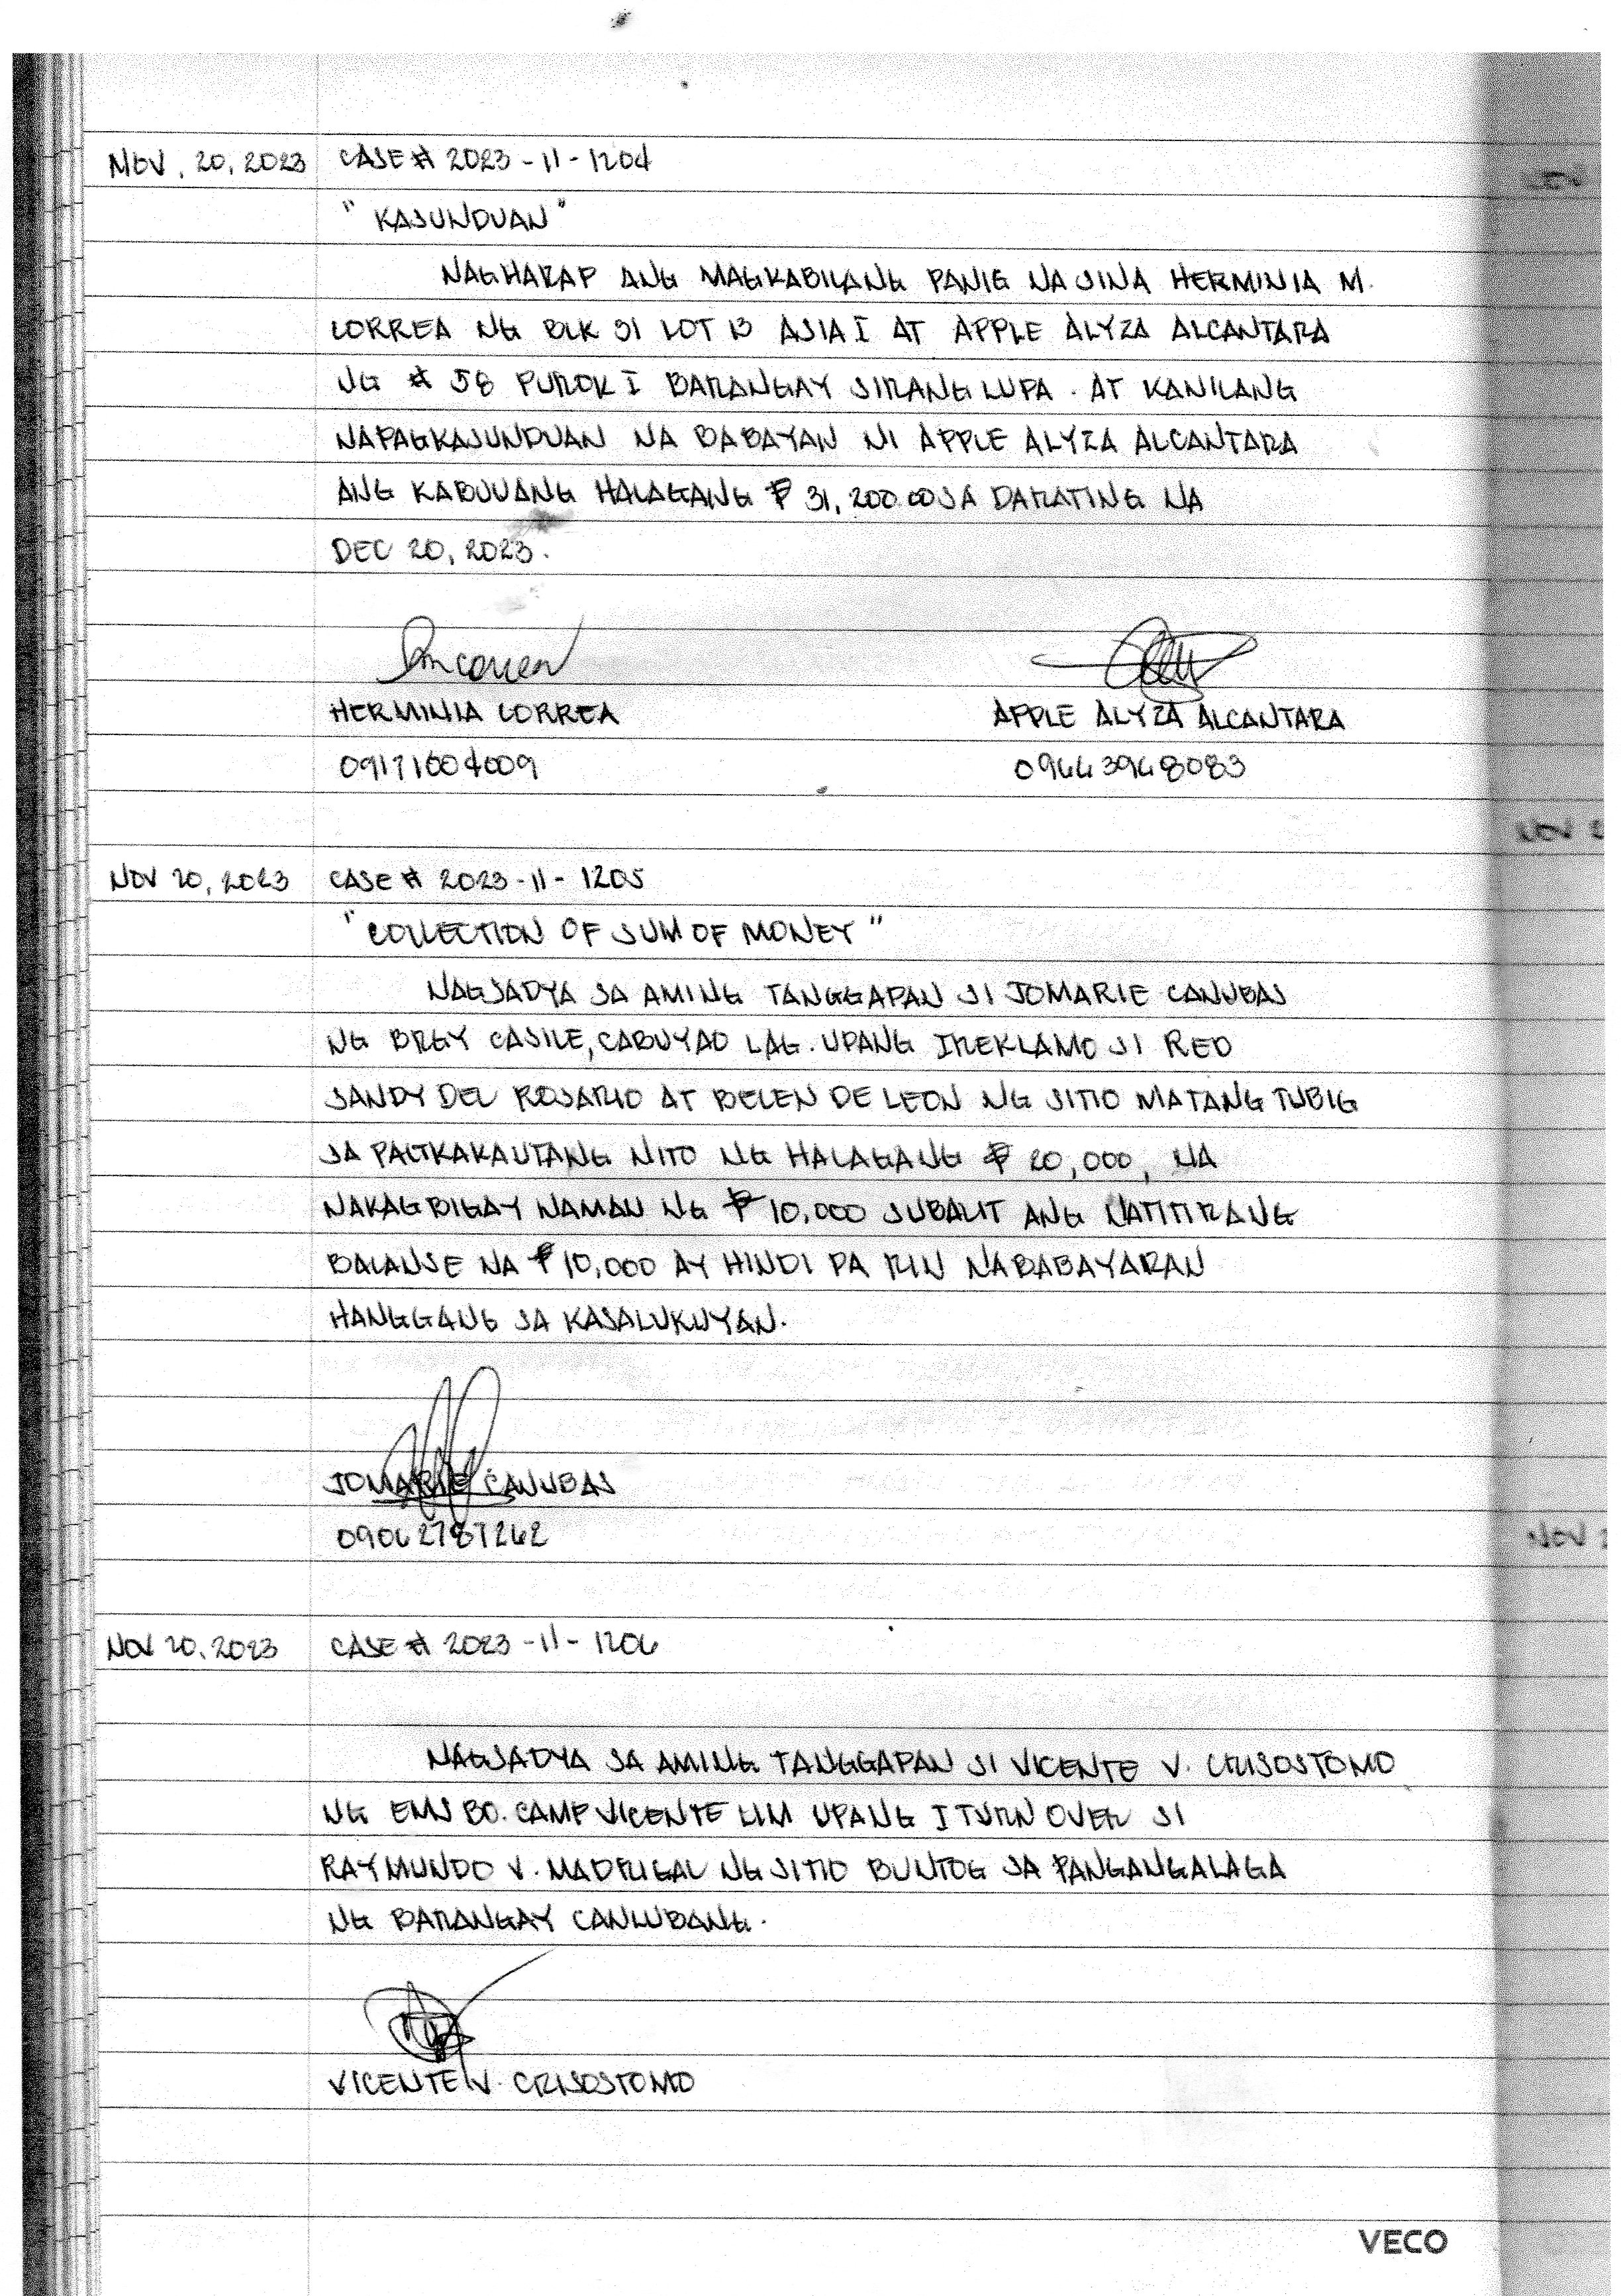 NOV. 20, 2023 CASE # 2023-11-1204
"KASUNDUAN"
NAGHARAP ANG MAGKABILANG PANIG NA SINA HERMINIA M.
CORREA NG BLK 31 LOT 13 ASIA I AT APPLE ALYZA ALCANTARA
NG # 58 PUROK I BARANGAY SIRANG LUPA. AT KANILANG
NAPAGKASUNDUAN NA BABAYAN NI APPLE ALYZA ALCANTARA
ANG KABUUANG HALAGANG ₱ 31,200.00 SA DARATING NA
DEC 20, 2023.
HERMINIA CORREA APPLE ALYZA ALCANTARA
09171604009 09663968083
NOV 20, 2023 CASE # 2023-11-1205
"COLLECTION OF SUM OF MONEY"
NAGSADYA SA AMING TANGGAPAN SI JOMARIE CANUBAS
NG BRGY CASILE, CABUYAO LAG. UPANG IREKLAMO SI RED
SANDY DEL ROSARIO AT BELEN DE LEON NG SITIO MATANG TUBIG
SA PAGKAKAUTANG NITO NG HALAGANG ₱ 20,000, NA
NAKAGBIGAY NAMAN NG ₱ 10,000 SUBALIT ANG NATITIRANG
BALANSE NA ₱ 10,000 AY HINDI PA RIN NABABAYARAN
HANGGANG SA KASALUKUYAN.
JOMARIE CANUBAS
09062787262
NOV 20, 2023 CASE # 2023-11-1206
NAGSADYA SA AMING TANGGAPAN SI VICENTE V. CRISOSTOMO
NG EMS BO. CAMP VICENTE LIM UPANG I TURN OVER SI
RAYMUNDO V. MADRIGAL NG SITIO BUNTOG SA PANGANGALAGA
NG BARANGAY CANLUBANG.
VICENTE V. CRISOSTOMO
VECO